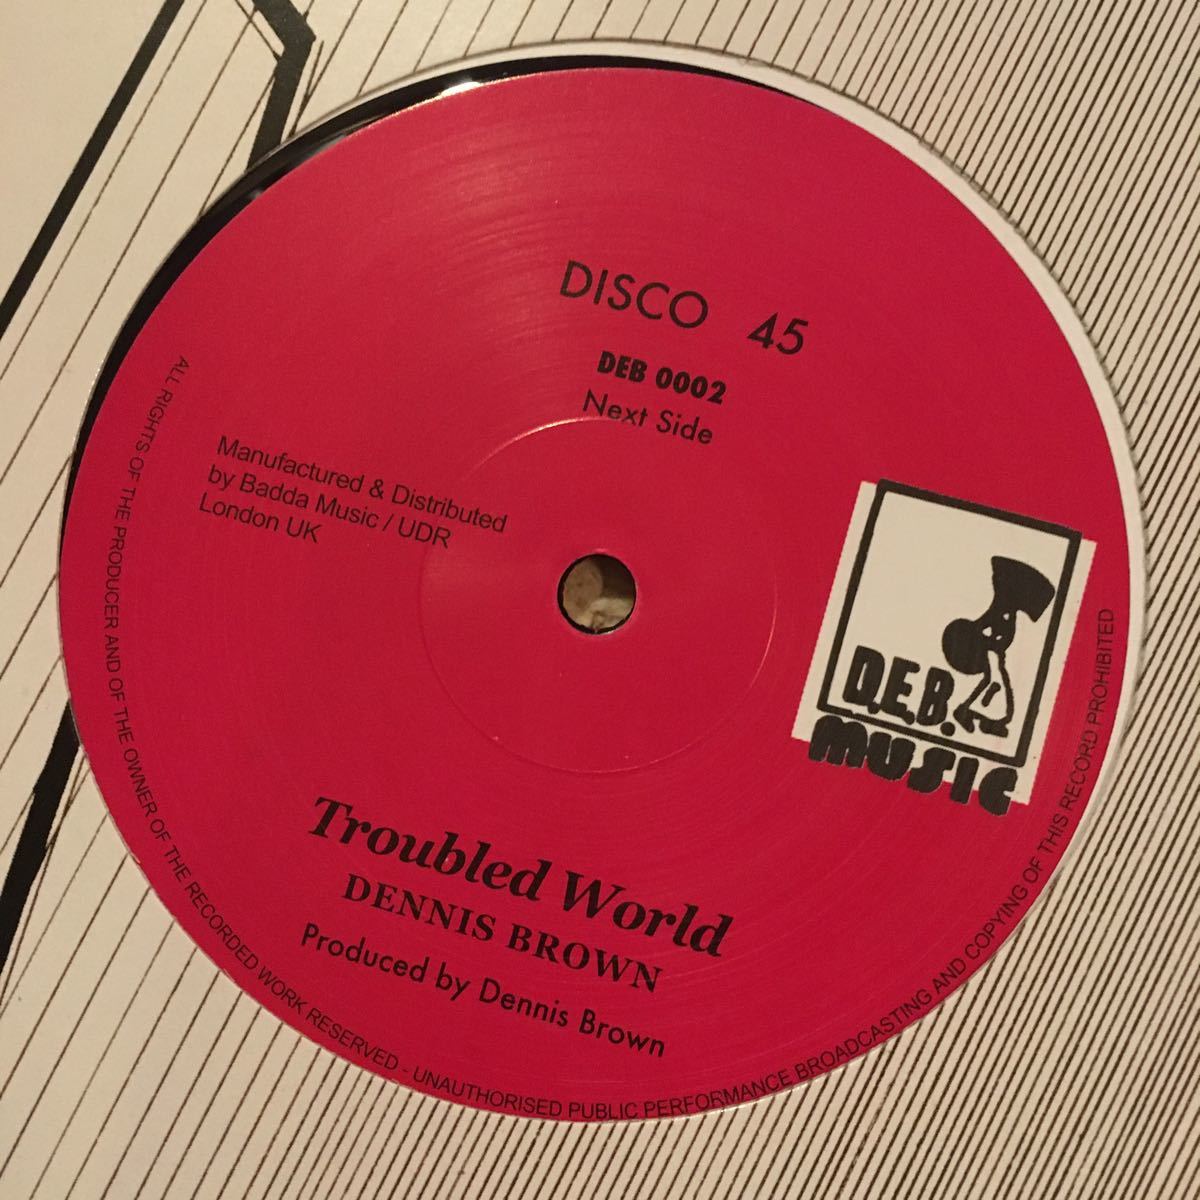 DISCO 45
DEB 0002
Next Side
Manufactured & Distributed
by Badda Music / UDR
London UK
D.E.B.
MUSIC
Troubled World
DENNIS BROWN
Produced by Dennis Brown
ALL RIGHTS OF THE PRODUCER AND OF THE OWNER OF THE RECORDED WORK RESERVED - UNAUTHORISED PUBLIC PERFORMANCE BROADCASTING AND COPYING OF THIS RECORD PROHIBITED